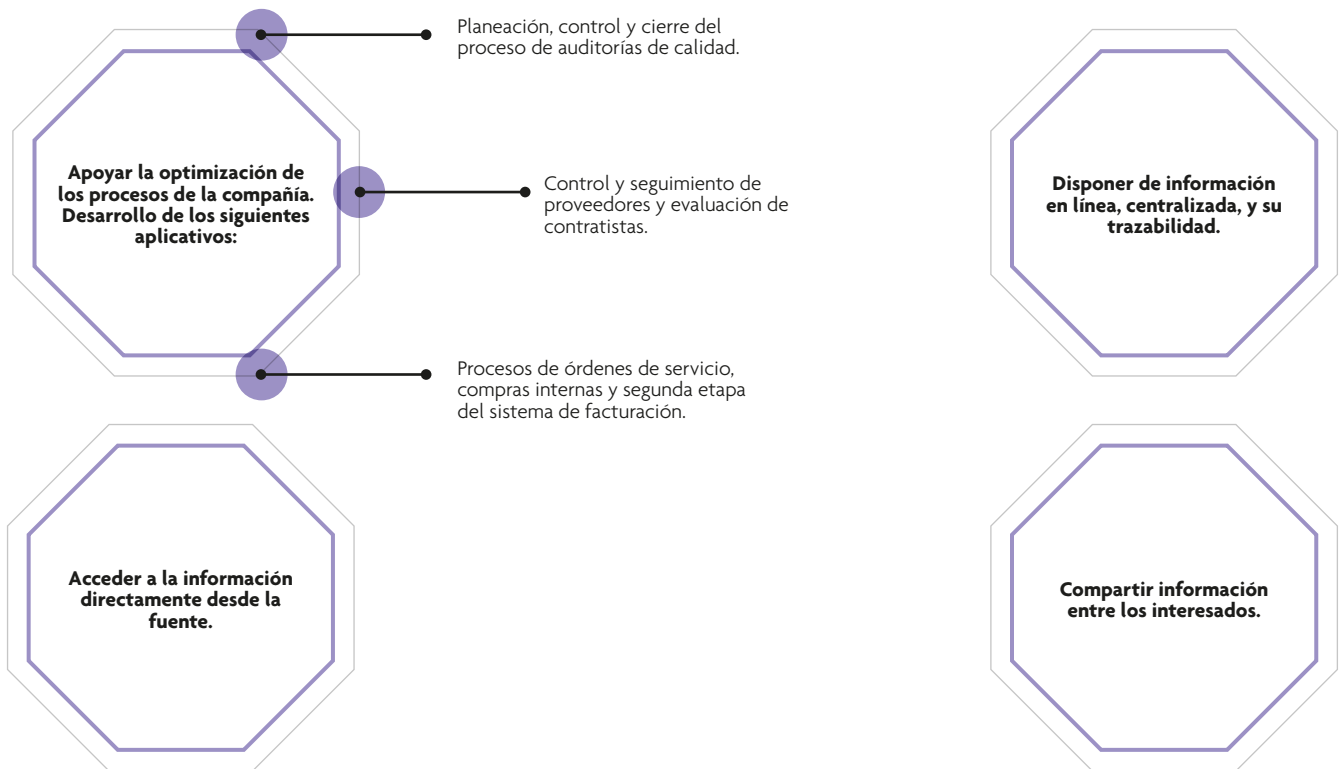 Apoyar la optimización de
los procesos de la compañía.
Desarrollo de los siguientes
aplicativos:
Planeación, control y cierre del
proceso de auditorías de calidad.
Control y seguimiento de
proveedores y evaluación de
contratistas.
Procesos de órdenes de servicio,
compras internas y segunda etapa
del sistema de facturación.
Disponer de información
en línea, centralizada, y su
trazabilidad.
Acceder a la información
directamente desde la
fuente.
Compartir información
entre los interesados.